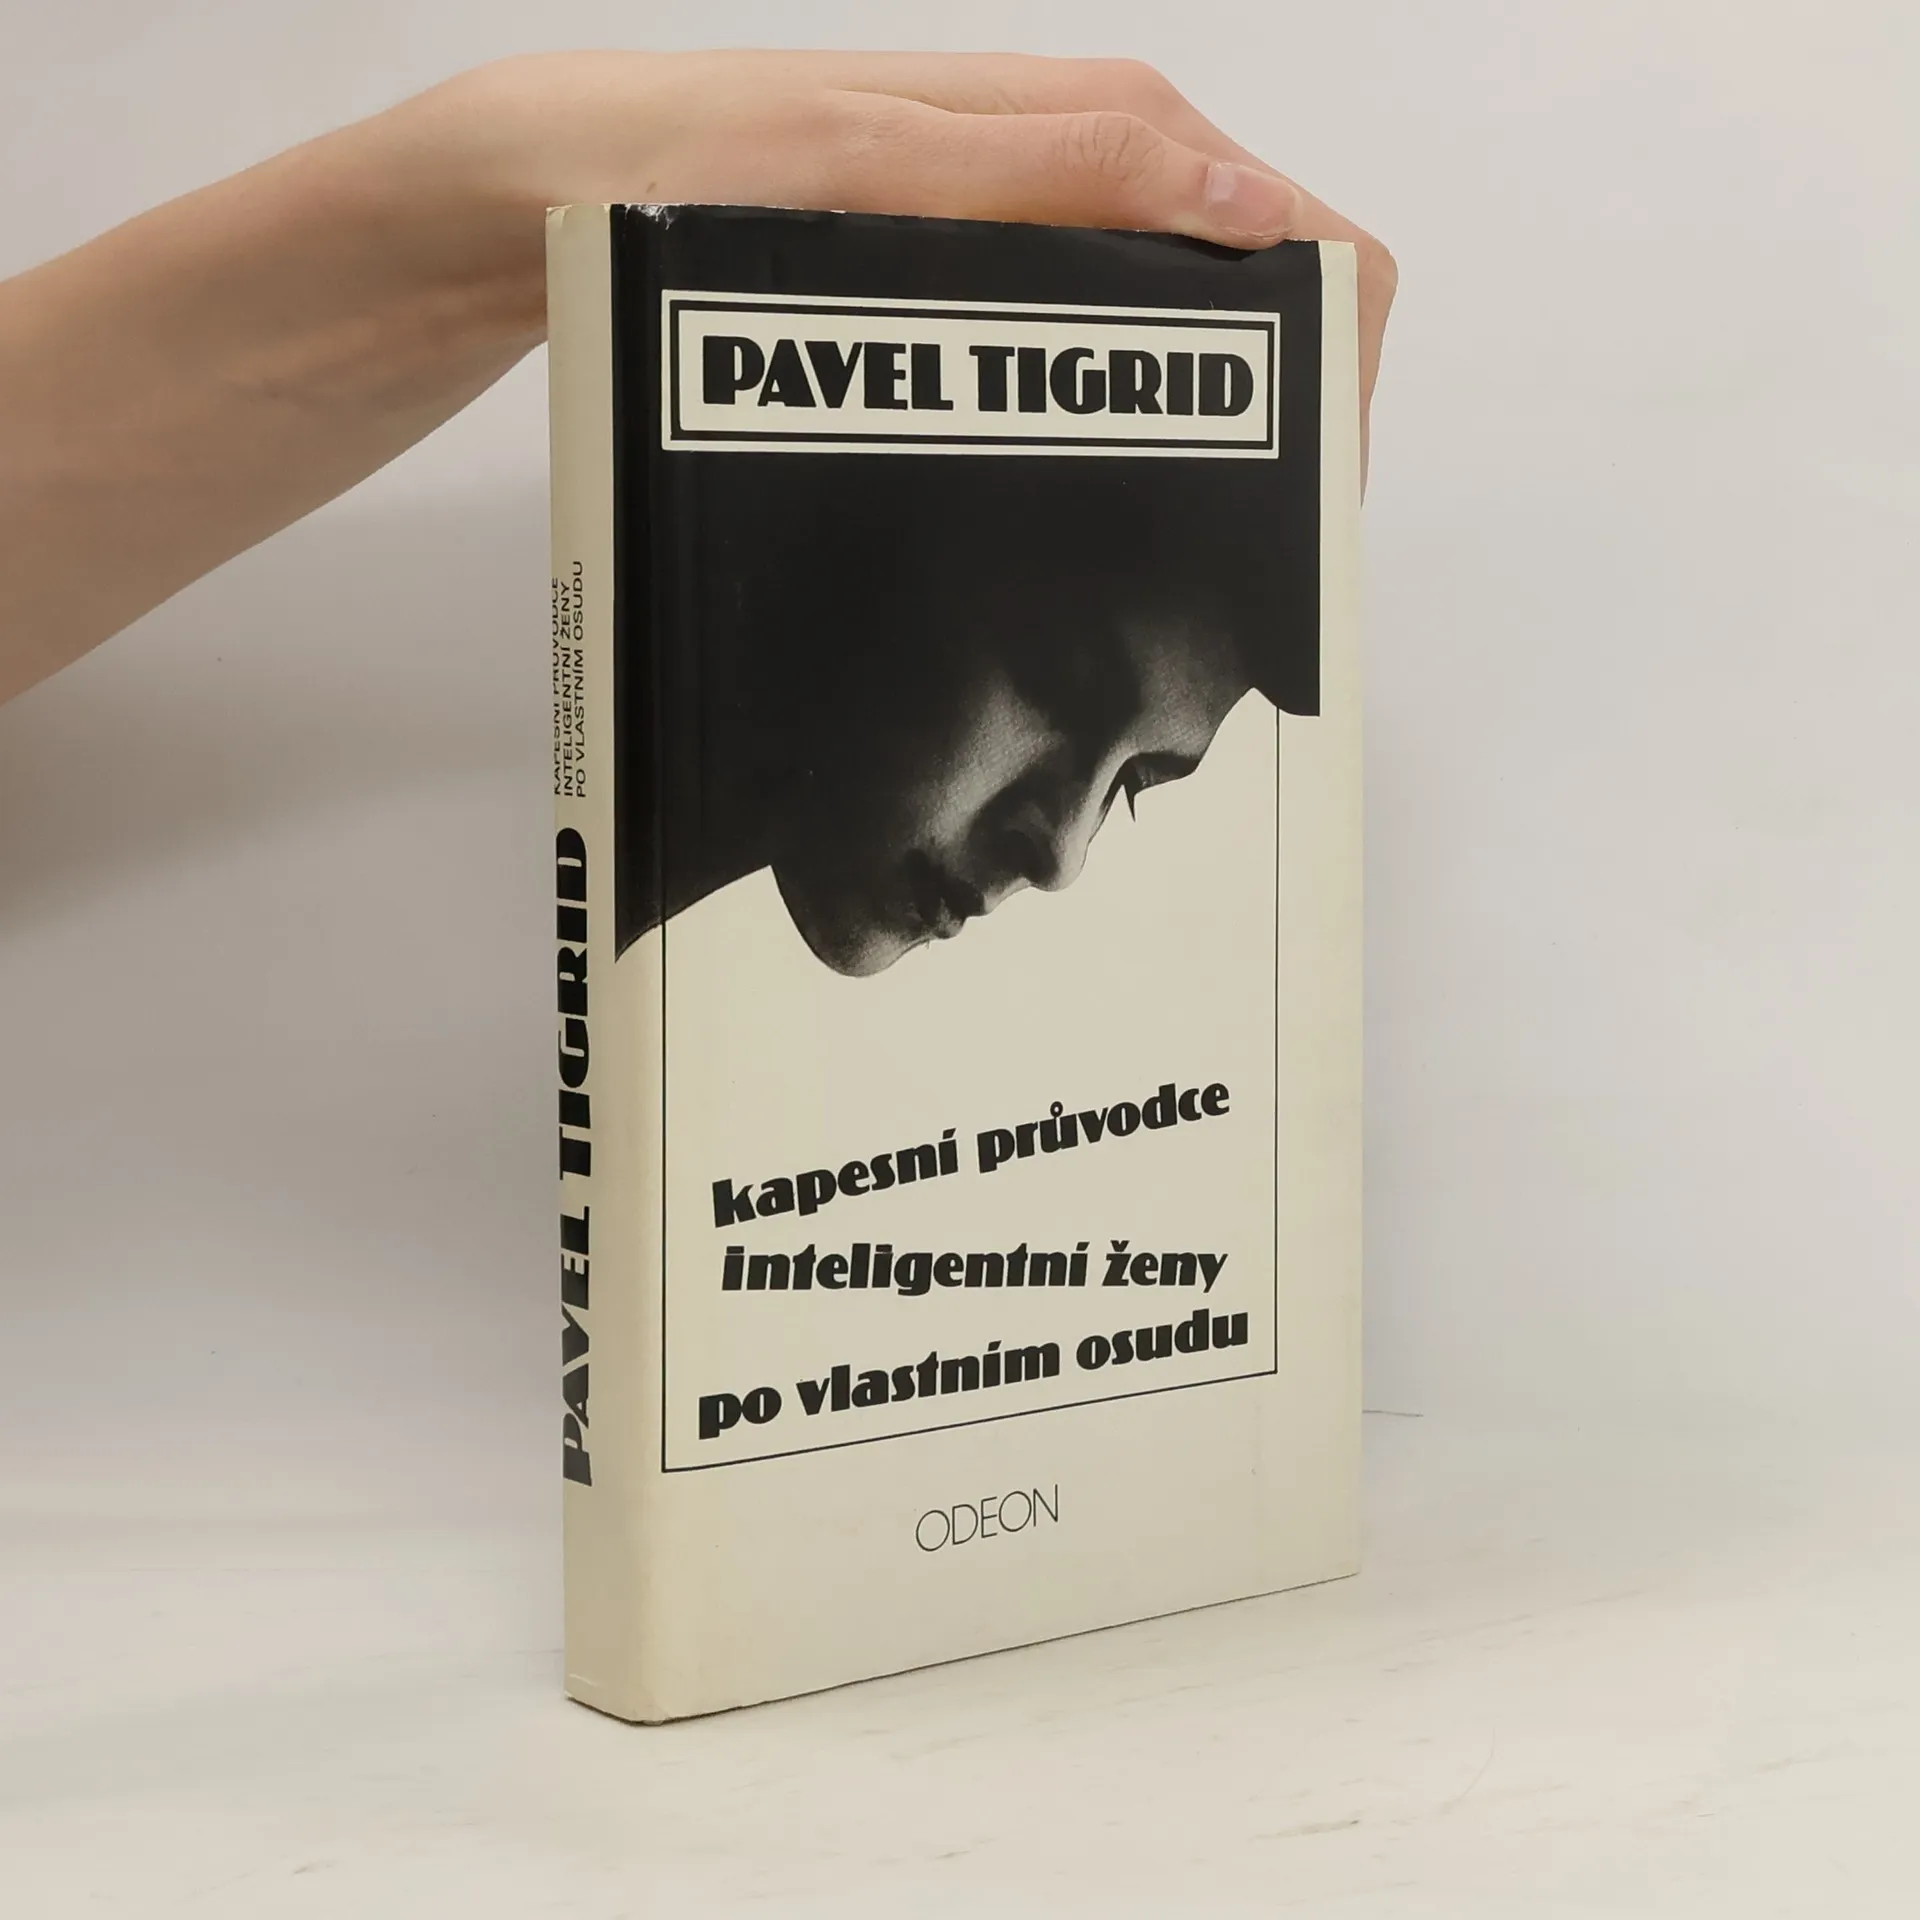 PAVEL TIGRID
kapesní průvodce
inteligentní ženy
po vlastním osudu
ODEON
PAVEL TIGRID
KAPESNÍ PRŮVODCE
INTELIGENTNÍ ŽENY
PO VLASTNÍM OSUDU